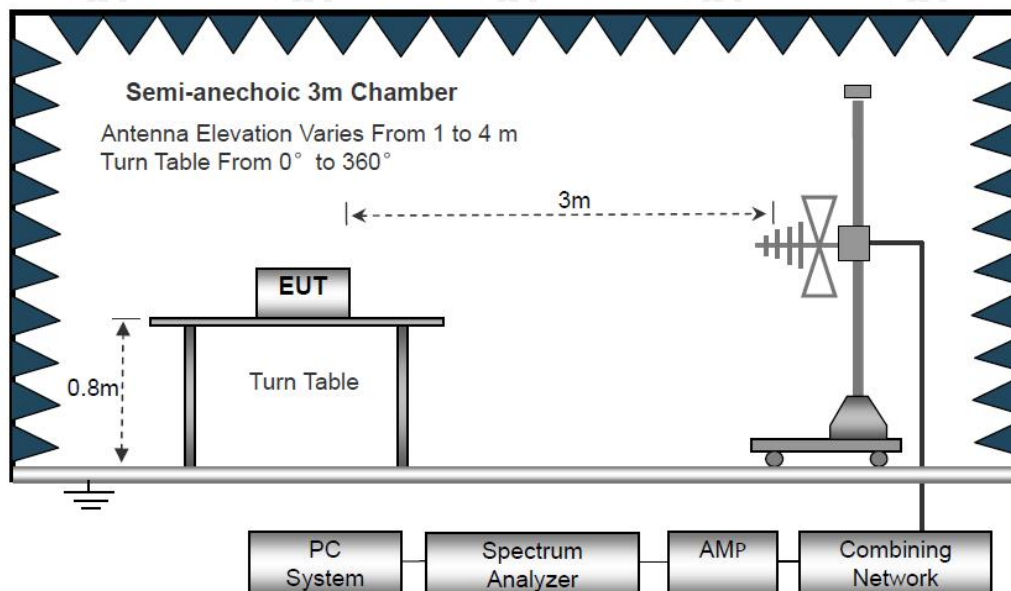 Semi-anechoic 3m Chamber
Antenna Elevation Varies From 1 to 4 m
Turn Table From 0° to 360°
3m
EUT
0.8m
Turn Table
PC
System
Spectrum
Analyzer
AMP
Combining
Network